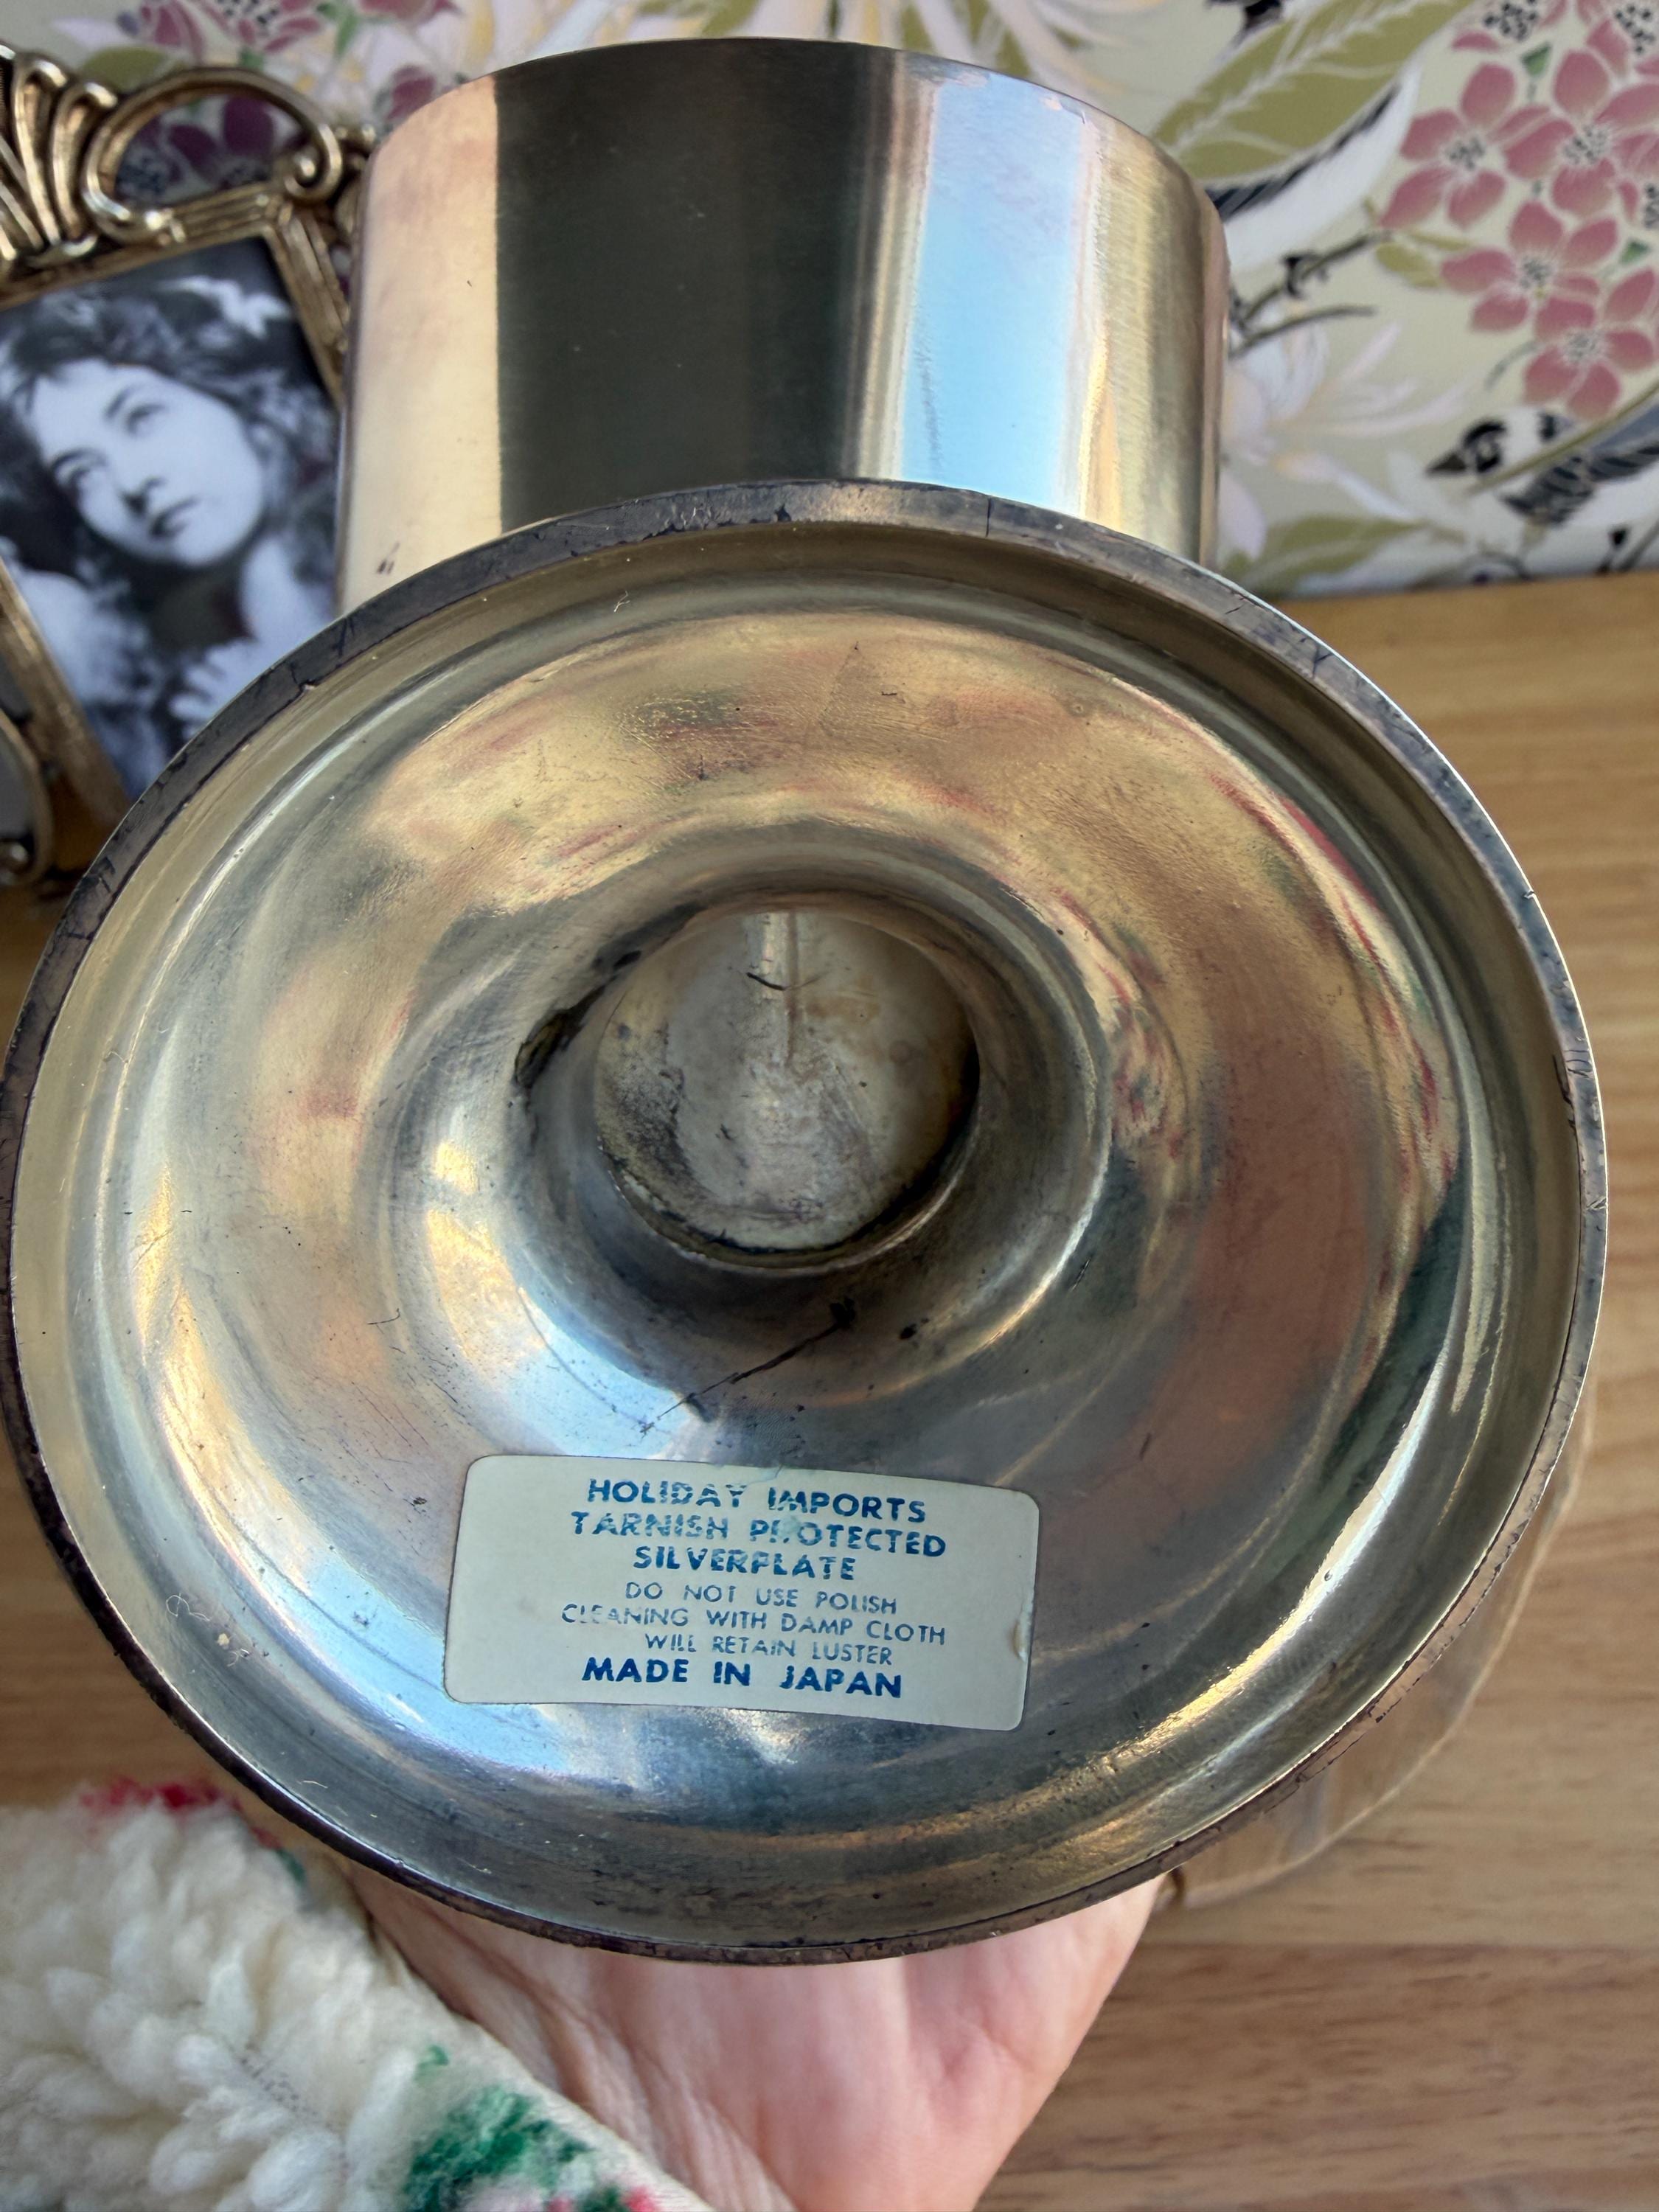 HOLIDAY IMPORTS
TARNISH PROTECTED
SILVERPLATE
DO NOT USE POLISH
CLEANING WITH DAMP CLOTH
WILL RETAIN LUSTER
MADE IN JAPAN